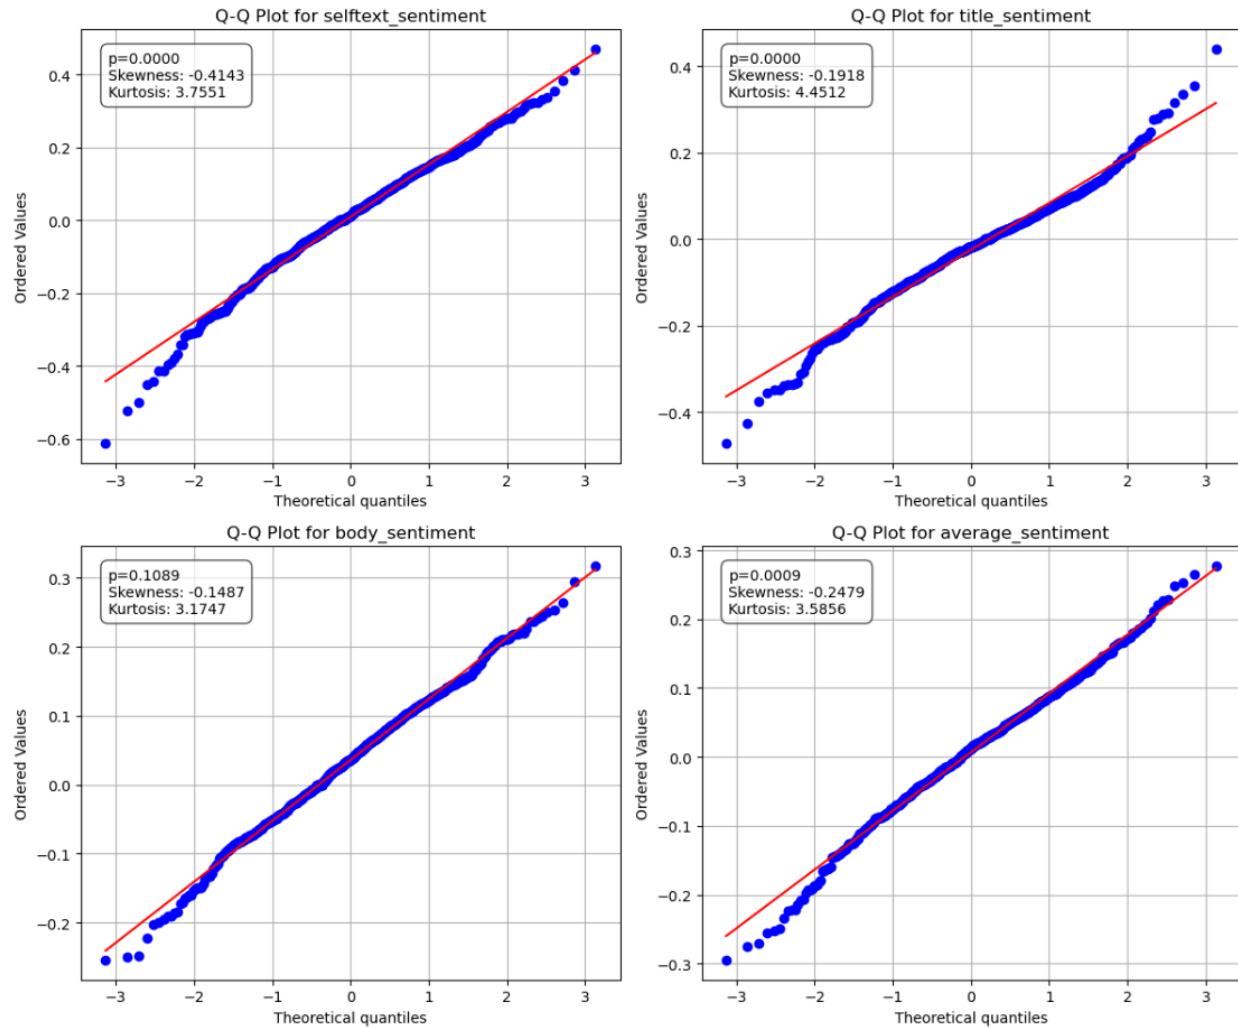 Q-Q Plot for selftext_sentiment
p=0.0000
Skewness: -0.4143
Kurtosis: 3.7551
Ordered Values
0.4
0.2
0.0
−0.2
−0.4
−0.6
−3 −2 −1 0 1 2 3
Theoretical quantiles
Q-Q Plot for title_sentiment
p=0.0000
Skewness: -0.1918
Kurtosis: 4.4512
Ordered Values
0.4
0.2
0.0
−0.2
−0.4
−3 −2 −1 0 1 2 3
Theoretical quantiles
Q-Q Plot for body_sentiment
p=0.1089
Skewness: -0.1487
Kurtosis: 3.1747
Ordered Values
0.3
0.2
0.1
0.0
−0.1
−0.2
−3 −2 −1 0 1 2 3
Theoretical quantiles
Q-Q Plot for average_sentiment
p=0.0009
Skewness: -0.2479
Kurtosis: 3.5856
Ordered Values
0.3
0.2
0.1
0.0
−0.1
−0.2
−0.3
−3 −2 −1 0 1 2 3
Theoretical quantiles